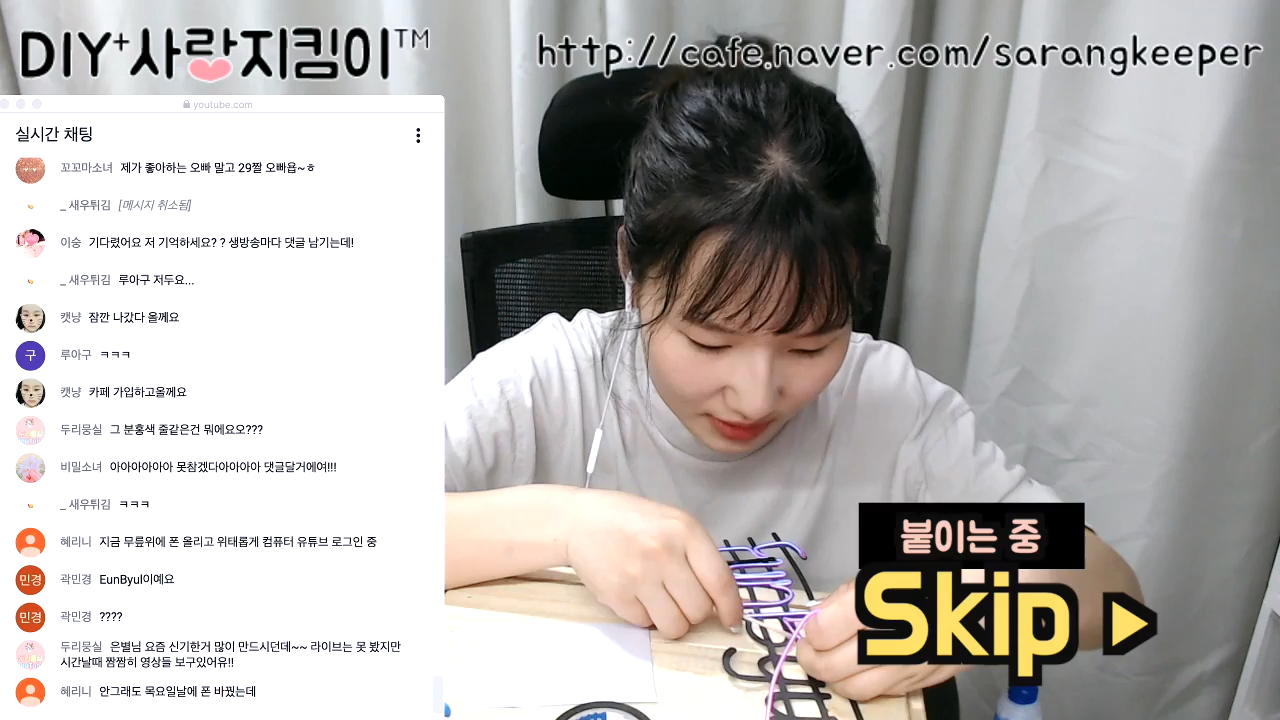 DIY+사랑지킴이™
http://cafe.naver.com/sarangkeeper
youtube.com
실시간 채팅
꼬꼬마소녀 제가 좋아하는 오빠 말고 29짤 오빠욥~ㅎ
_ 새우튀김 [메시지 취소됨]
이숭 기다렸어요 저 기억하세요? ? 생방송마다 댓글 남기는데!
_ 새우튀김 루아구 저두요...
캣냥 잠깐 나갔다 올께요
구 루아구 ㅋㅋㅋ
캣냥 카페 가입하고올께요
두리뭉실 그 분홍색 줄같은건 뭐에요오???
비밀소녀 아아아아아아 못참겠다아아아아 댓글달거에여!!!
_ 새우튀김 ㅋㅋㅋ
혜리니 지금 무릎위에 폰 올리고 어렵게 컴퓨터 유튜브 로그인 중
민경 곽민경 EunByul이예요
민경 곽민경 ????
두리뭉실 은별님 요즘 신기한거 많이 만드시던데~~ 라이브는 못 봤지만
시간날때 짬짬히 영상들 보구있어유!!
혜리니 안그래도 목요일날에 폰 바꿨는데
붙이는 중
Skip